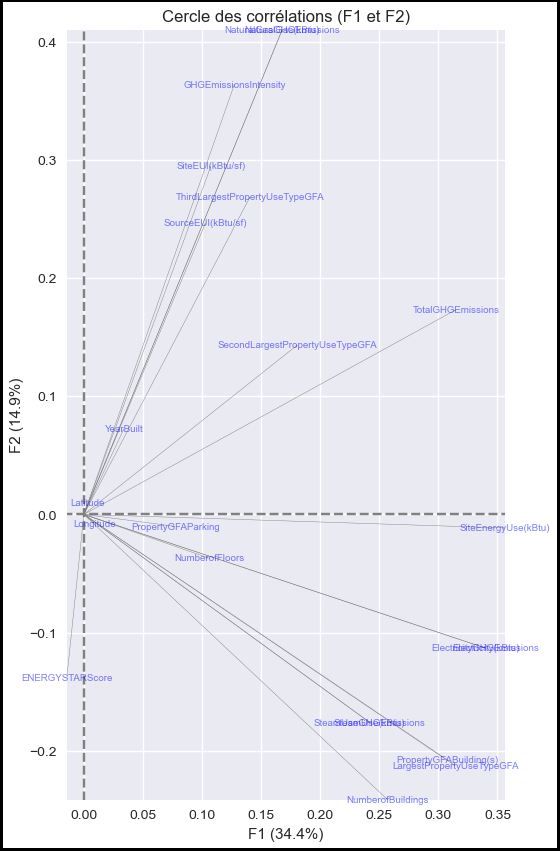 Cercle des corrélations (F1 et F2)
0.4
GHGEmissionsIntensity
0.3
SiteEUI(kBtu/sf)
ThirdLargestPropertyUseTypeGFA
SourceEUI(kBtu/sf)
0.2
TotalGHGEmissions
SecondLargestPropertyUseTypeGFA
0.1
YearBuilt
F2 (14.9%)
Latitude
0.0
Longitude
PropertyGFAParking
SiteEnergyUse(kBtu)
NumberofFloors
−0.1
ENERGYSTARScore
−0.2
PropertyGFABuilding(s)
LargestPropertyUseTypeGFA
NumberofBuildings
0.00 0.05 0.10 0.15 0.20 0.25 0.30 0.35
F1 (34.4%)